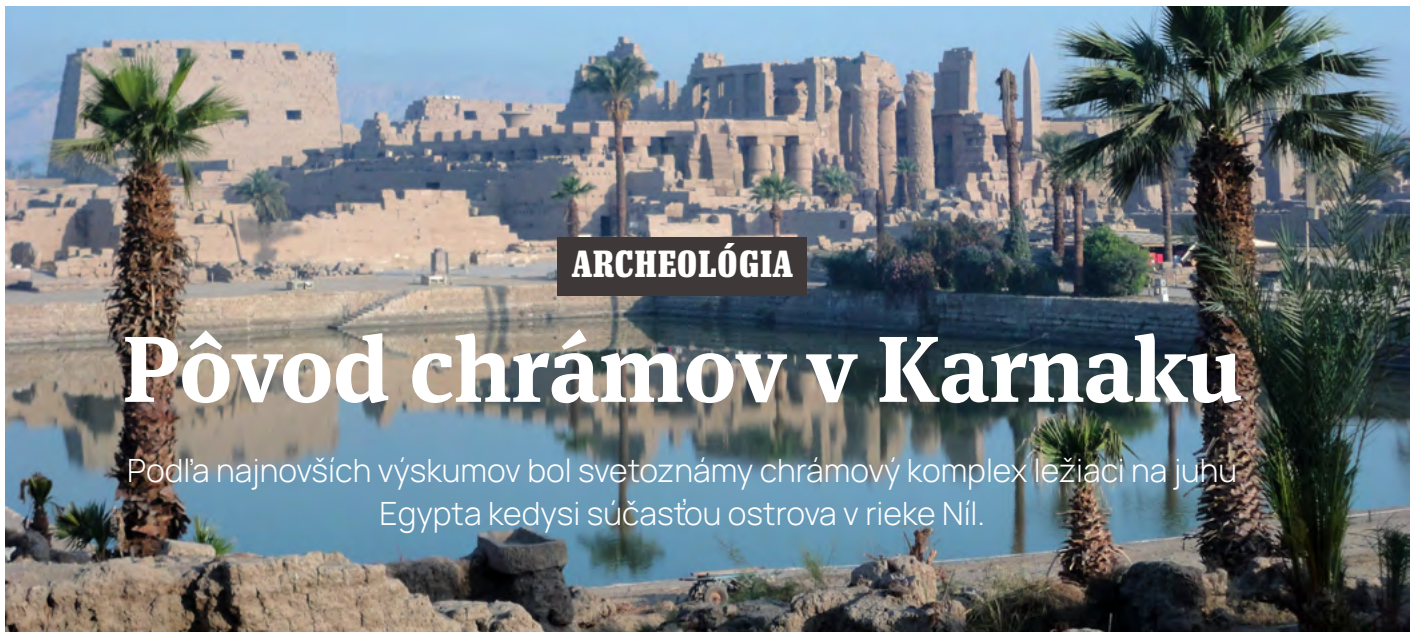 ARCHEOLÓGIA
Pôvod chrámov v Karnaku
Podľa najnovších výskumov bol svetoznámy chrámový komplex ležiaci na juhu
Egypta kedysi súčasťou ostrova v rieke Níl.